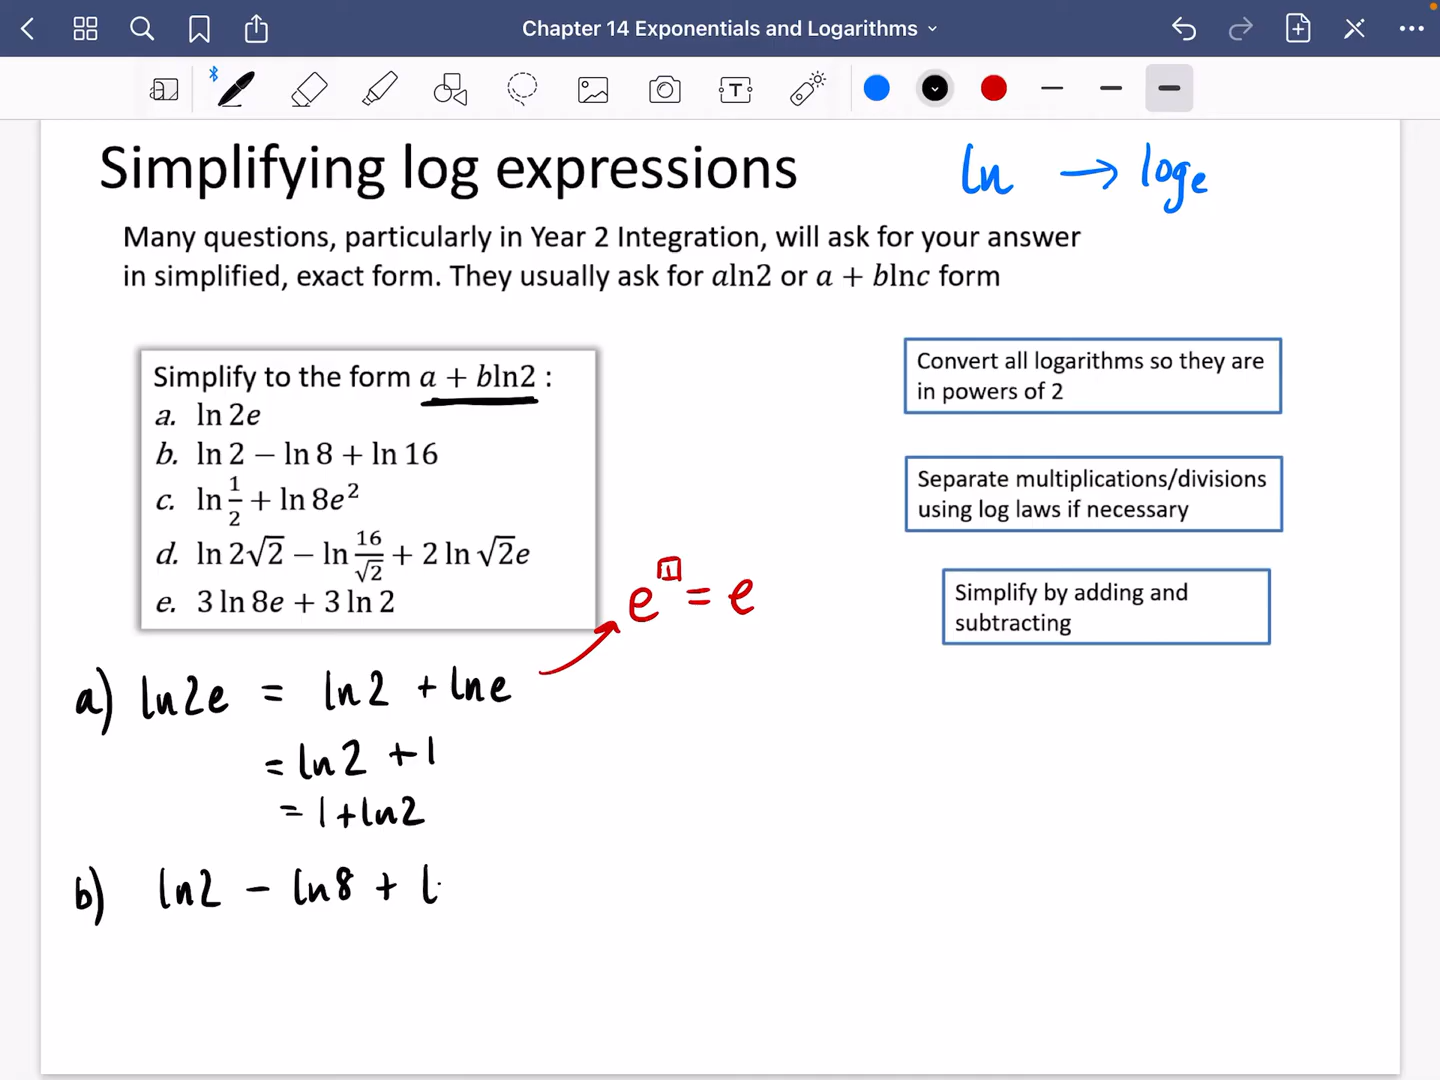 Chapter 14 Exponentials and Logarithms
Simplifying log expressions
ln → logₑ
Many questions, particularly in Year 2 Integration, will ask for your answer
in simplified, exact form. They usually ask for aln2 or a + blnc form
Simplify to the form a + bln2 :
a. ln 2e
b. ln 2 − ln 8 + ln 16
c. ln 1/2 + ln 8e²
d. ln 2√2 − ln 16/√2 + 2 ln √2e
e. 3 ln 8e + 3 ln 2
Convert all logarithms so they are
in powers of 2
Separate multiplications/divisions
using log laws if necessary
Simplify by adding and
subtracting
e¹ = e
a) ln2e = ln2 + lne
= ln2 + 1
= 1+ln2
b) ln2 − ln8 + l